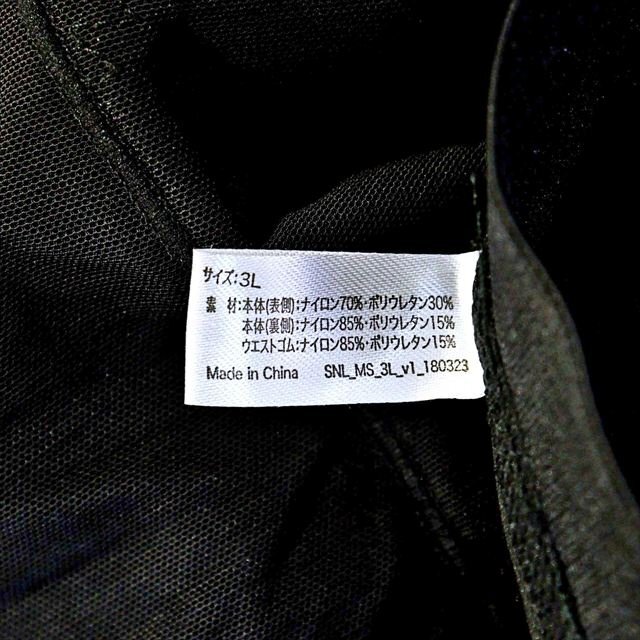 サイズ:3L
素 材:本体(表側):ナイロン70%・ポリウレタン30%
本体(裏側):ナイロン85%・ポリウレタン15%
ウエストゴム:ナイロン85%・ポリウレタン15%
Made in China SNL_MS_3L_v1_180323